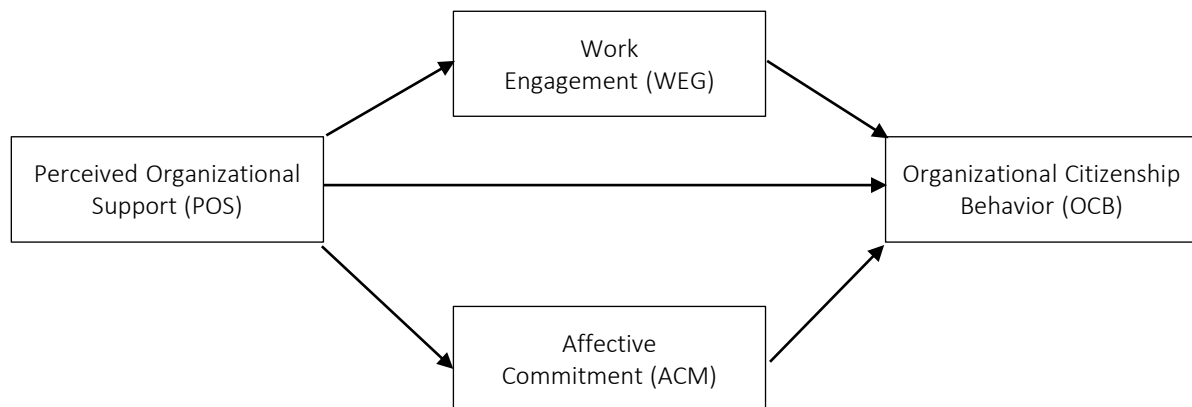 Work
Engagement (WEG)
Perceived Organizational
Support (POS)
Organizational Citizenship
Behavior (OCB)
Affective
Commitment (ACM)